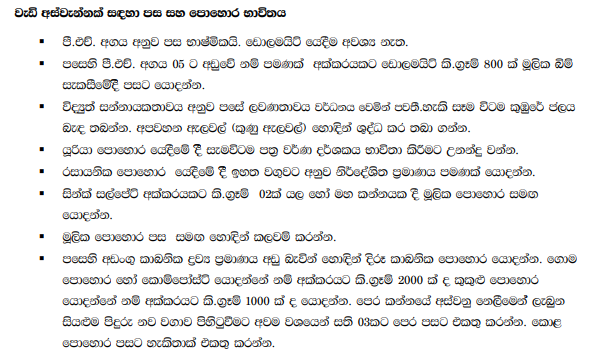 වැඩි අස්වැන්නක් සඳහා පස සහ පොහොර භාවිතය
▪ පී.එච්. අගය අනුව පස භාෂ්මිකයි. ඩොලමයිට් යෙදීම අවශ්‍ය නැත.
▪ පසෙහි පී.එච්. අගය 05 ට අඩුවේ නම් පමණක් අක්කරයකට ඩොලමයිට් කි.ග්‍රෑම් 800 ක් මූලික බිම්
සැකසීමේදී පසට යොදන්න.
▪ විද්‍යුත් සන්නායකතාවය අනුව පසේ ලවණතාවය වර්ධනය වෙමින් පවතී.හැකි සෑම විටම කුඹුරේ ජලය
බැඳ තබන්න. අපවහන ඇලවල් (කුණු ඇලවල්) හොඳින් ශුද්ධ කර තබා ගන්න.
▪ යූරියා පොහොර යෙදීමේ දී සැමවිටම පත්‍ර වර්ණ දර්ශකය භාවිතා කිරීමට උනන්දු වන්න.
▪ රසායනික පොහොර යෙදීමේ දී ඉහත වගුවට අනුව නිර්දේශිත ප්‍රමාණය පමණක් යොදන්න.
▪ සින්ක් සල්පේට් අක්කරයකට කි.ග්‍රෑම් 02ක් යල හෝ මහ කන්නයක දී මූලික පොහොර සමඟ
යොදන්න.
▪ මූලික පොහොර පස සමඟ හොඳින් කලවම් කරන්න.
▪ පසෙහි අඩංගු කාබනික ද්‍රව්‍ය ප්‍රමාණය අඩු බැවින් හොඳින් දිරූ කාබනික පොහොර යොදන්න. ගොම
පොහොර හෝ කොම්පෝස්ට් යොදන්නේ නම් අක්කරයට කි.ග්‍රෑම් 2000 ක් ද කුකුළු පොහොර
යොදන්නේ නම් අක්කරයට කි.ග්‍රෑම් 1000 ක් ද යොදන්න. පෙර කන්නයේ අස්වනු නෙලීමෙන් ලැබුන
සියළුම පිදුරු නව වගාව පිහිටුවීමට අවම වශයෙන් සති 03කට පෙර පසට එකතු කරන්න. කොළ
පොහොර පසට හැකිතාක් එකතු කරන්න.